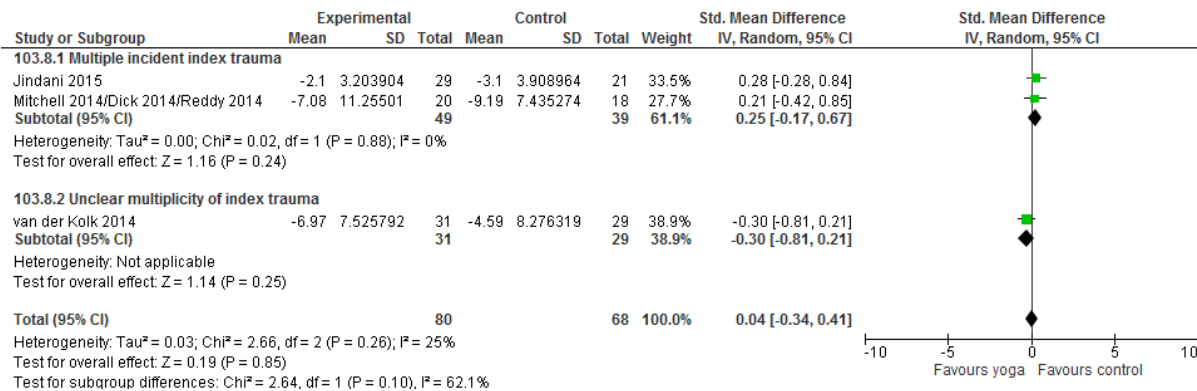 Experimental Control Std. Mean Difference Std. Mean Difference
Study or Subgroup Mean SD Total Mean SD Total Weight IV, Random, 95% CI IV, Random, 95% CI
103.8.1 Multiple incident index trauma
Jindani 2015 -2.1 3.203904 29 -3.1 3.908964 21 33.5% 0.28 [-0.28, 0.84]
Mitchell 2014/Dick 2014/Reddy 2014 -7.08 11.25501 20 -9.19 7.435274 18 27.7% 0.21 [-0.42, 0.85]
Subtotal (95% CI) 49 39 61.1% 0.25 [-0.17, 0.67]
Heterogeneity: Tau² = 0.00; Chi² = 0.02, df = 1 (P = 0.88); I² = 0%
Test for overall effect: Z = 1.16 (P = 0.24)
103.8.2 Unclear multiplicity of index trauma
van der Kolk 2014 -6.97 7.525792 31 -4.59 8.276319 29 38.9% -0.30 [-0.81, 0.21]
Subtotal (95% CI) 31 29 38.9% -0.30 [-0.81, 0.21]
Heterogeneity: Not applicable
Test for overall effect: Z = 1.14 (P = 0.25)
Total (95% CI) 80 68 100.0% 0.04 [-0.34, 0.41]
Heterogeneity: Tau² = 0.03; Chi² = 2.66, df = 2 (P = 0.26); I² = 25%
Test for overall effect: Z = 0.19 (P = 0.85)
Test for subgroup differences: Chi² = 2.64, df = 1 (P = 0.10), I² = 62.1%
-10 -5 0 5 10
Favours yoga Favours control